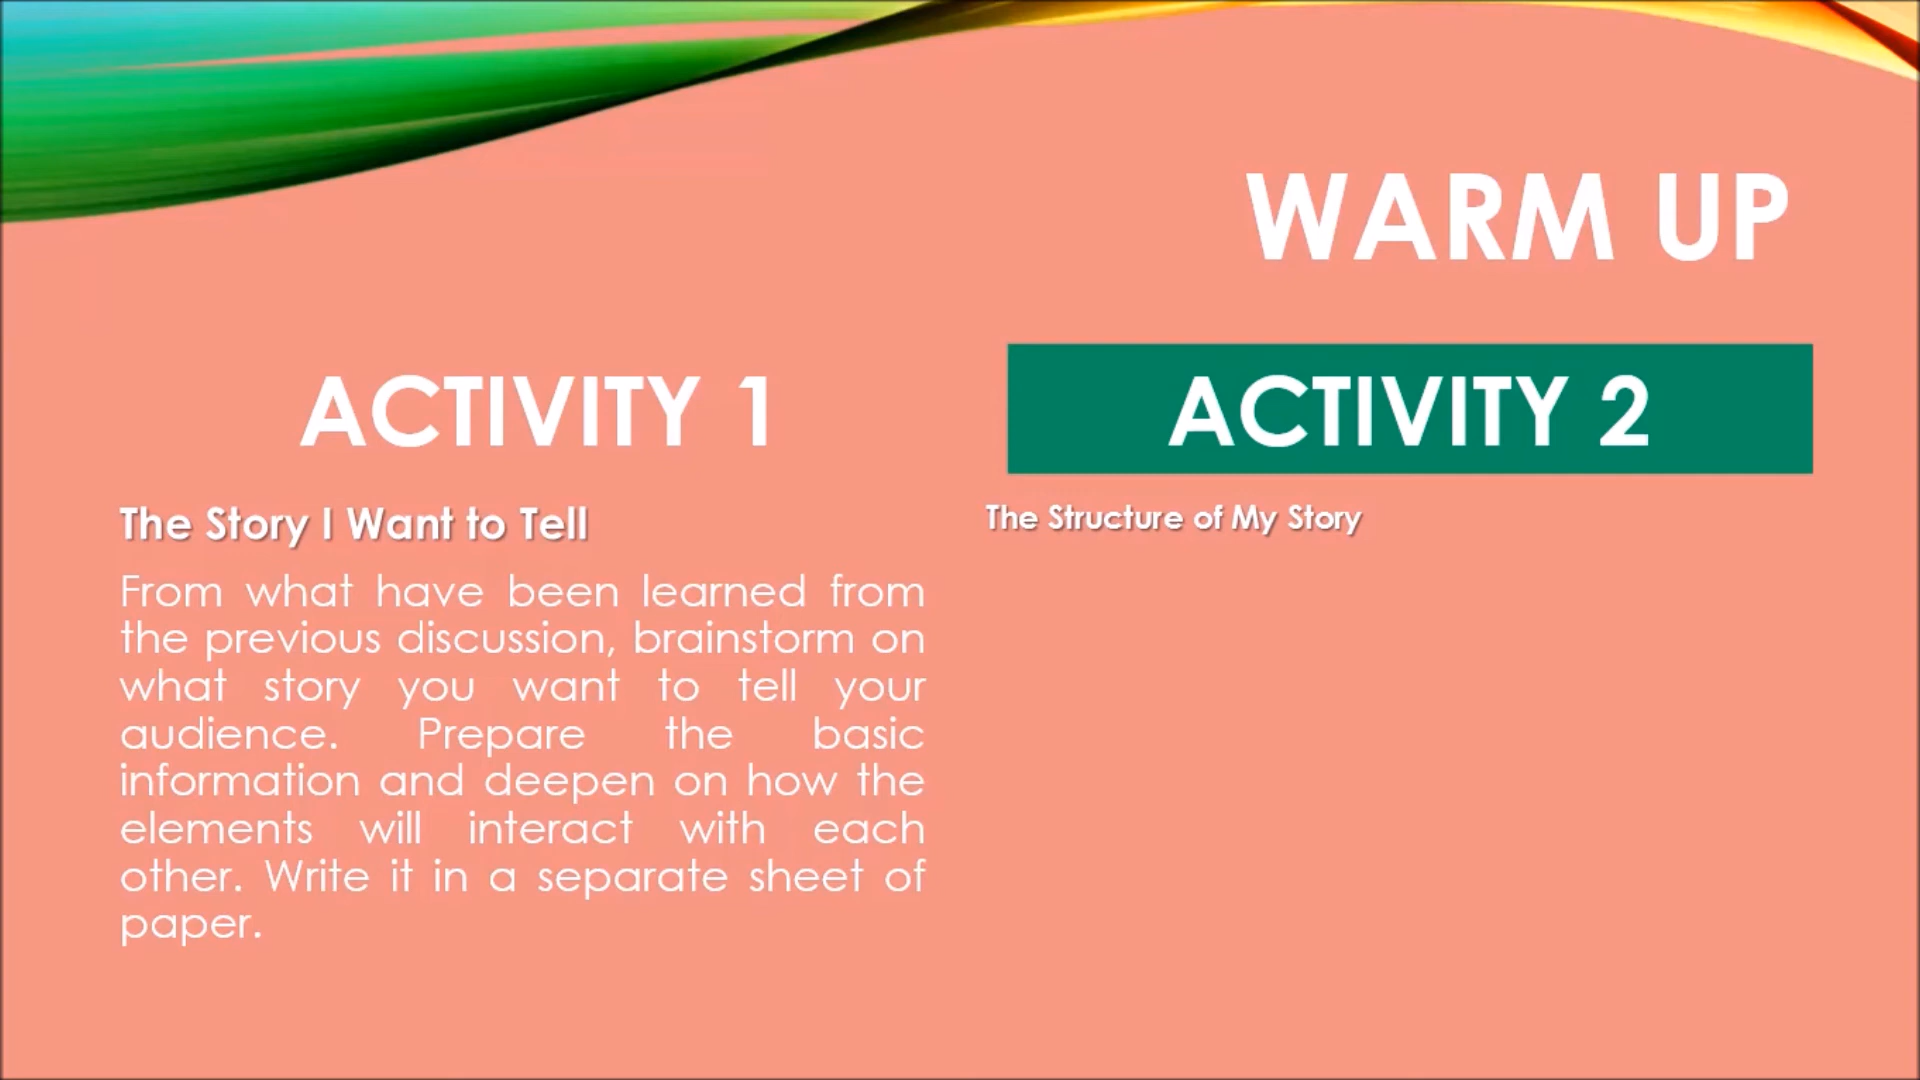 WARM UP
ACTIVITY 1
The Story I Want to Tell
From what have been learned from
the previous discussion, brainstorm on
what story you want to tell your
audience. Prepare the basic
information and deepen on how the
elements will interact with each
other. Write it in a separate sheet of
paper.
ACTIVITY 2
The Structure of My Story